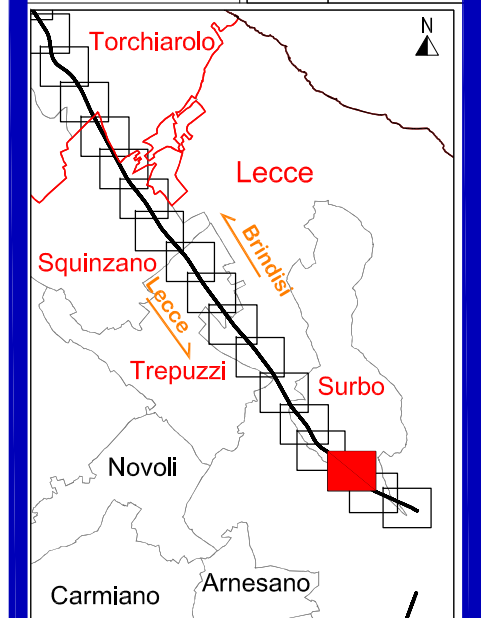 N
Torchiarolo
Lecce
Brindisi
Squinzano
Lecce
Trepuzzi
Surbo
Novoli
Arnesano
Carmiano